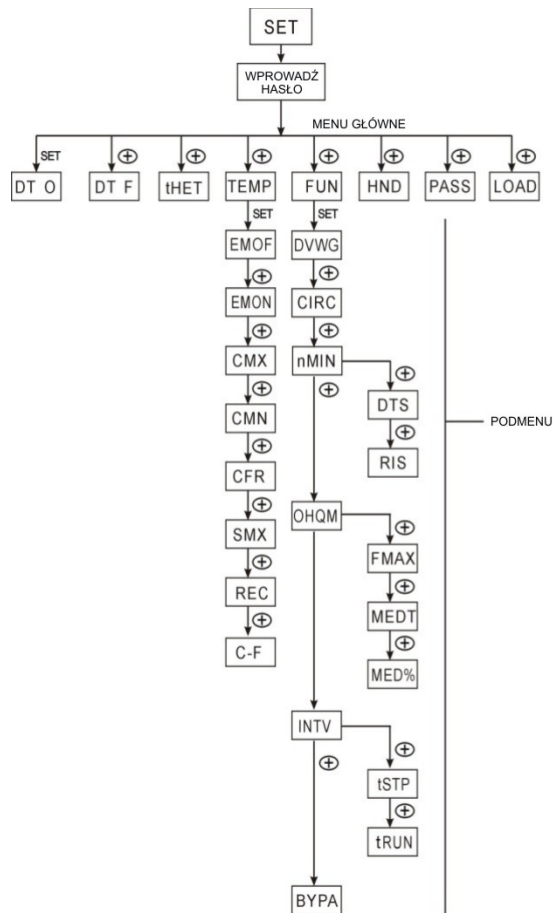 SET
WPROWADŹ
HASŁO
MENU GŁÓWNE
SET
DT O
DT F
tHET
TEMP
FUN
HND
PASS
LOAD
SET
SET
EMOF
DVWG
EMON
CIRC
CMX
nMIN
CMN
DTS
PODMENU
CFR
RIS
SMX
OHQM
REC
FMAX
C-F
MEDT
MED%
INTV
tSTP
tRUN
BYPA